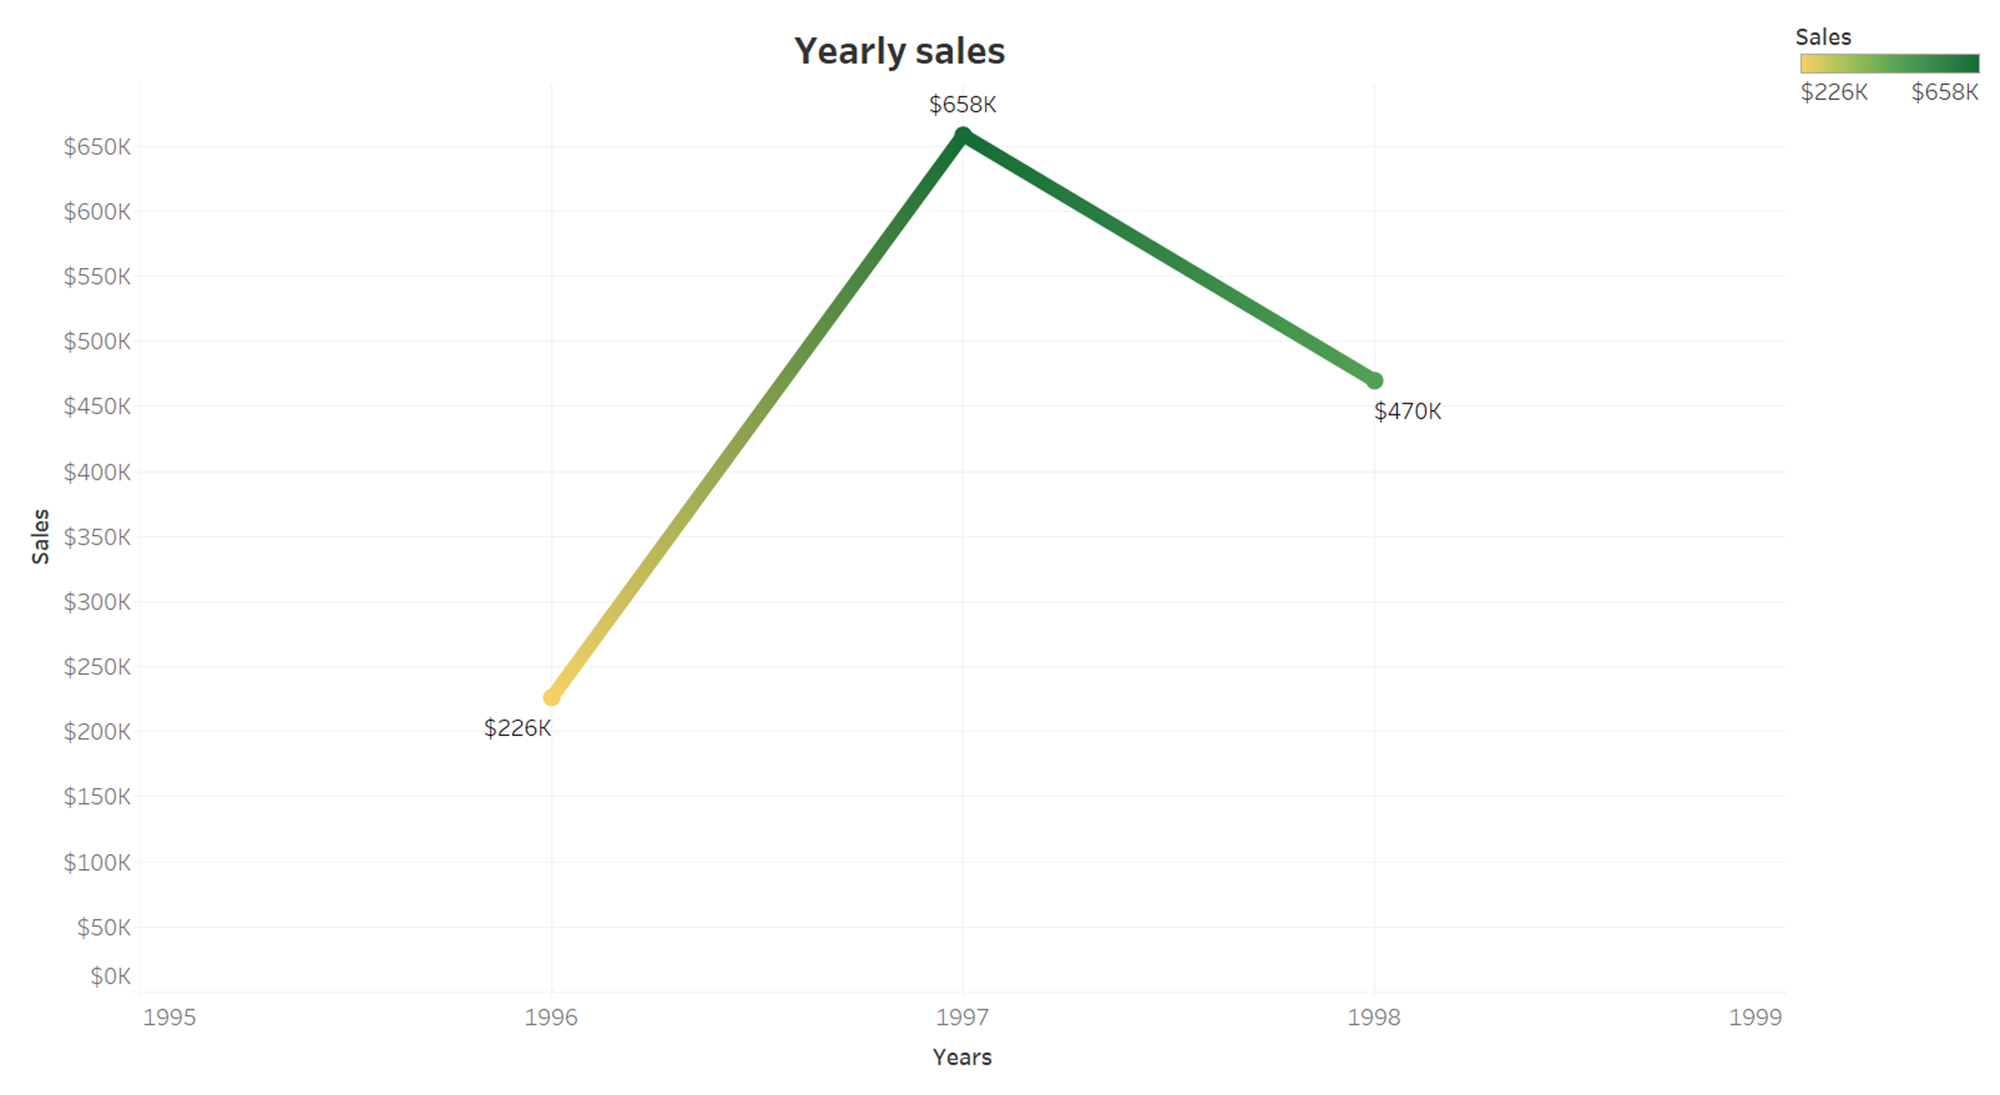 Yearly sales
Sales
$226K $658K
$658K
$650K
$600K
$550K
$500K
$450K
$470K
$400K
Sales
$350K
$300K
$250K
$226K
$200K
$150K
$100K
$50K
$0K
1995 1996 1997 1998 1999
Years